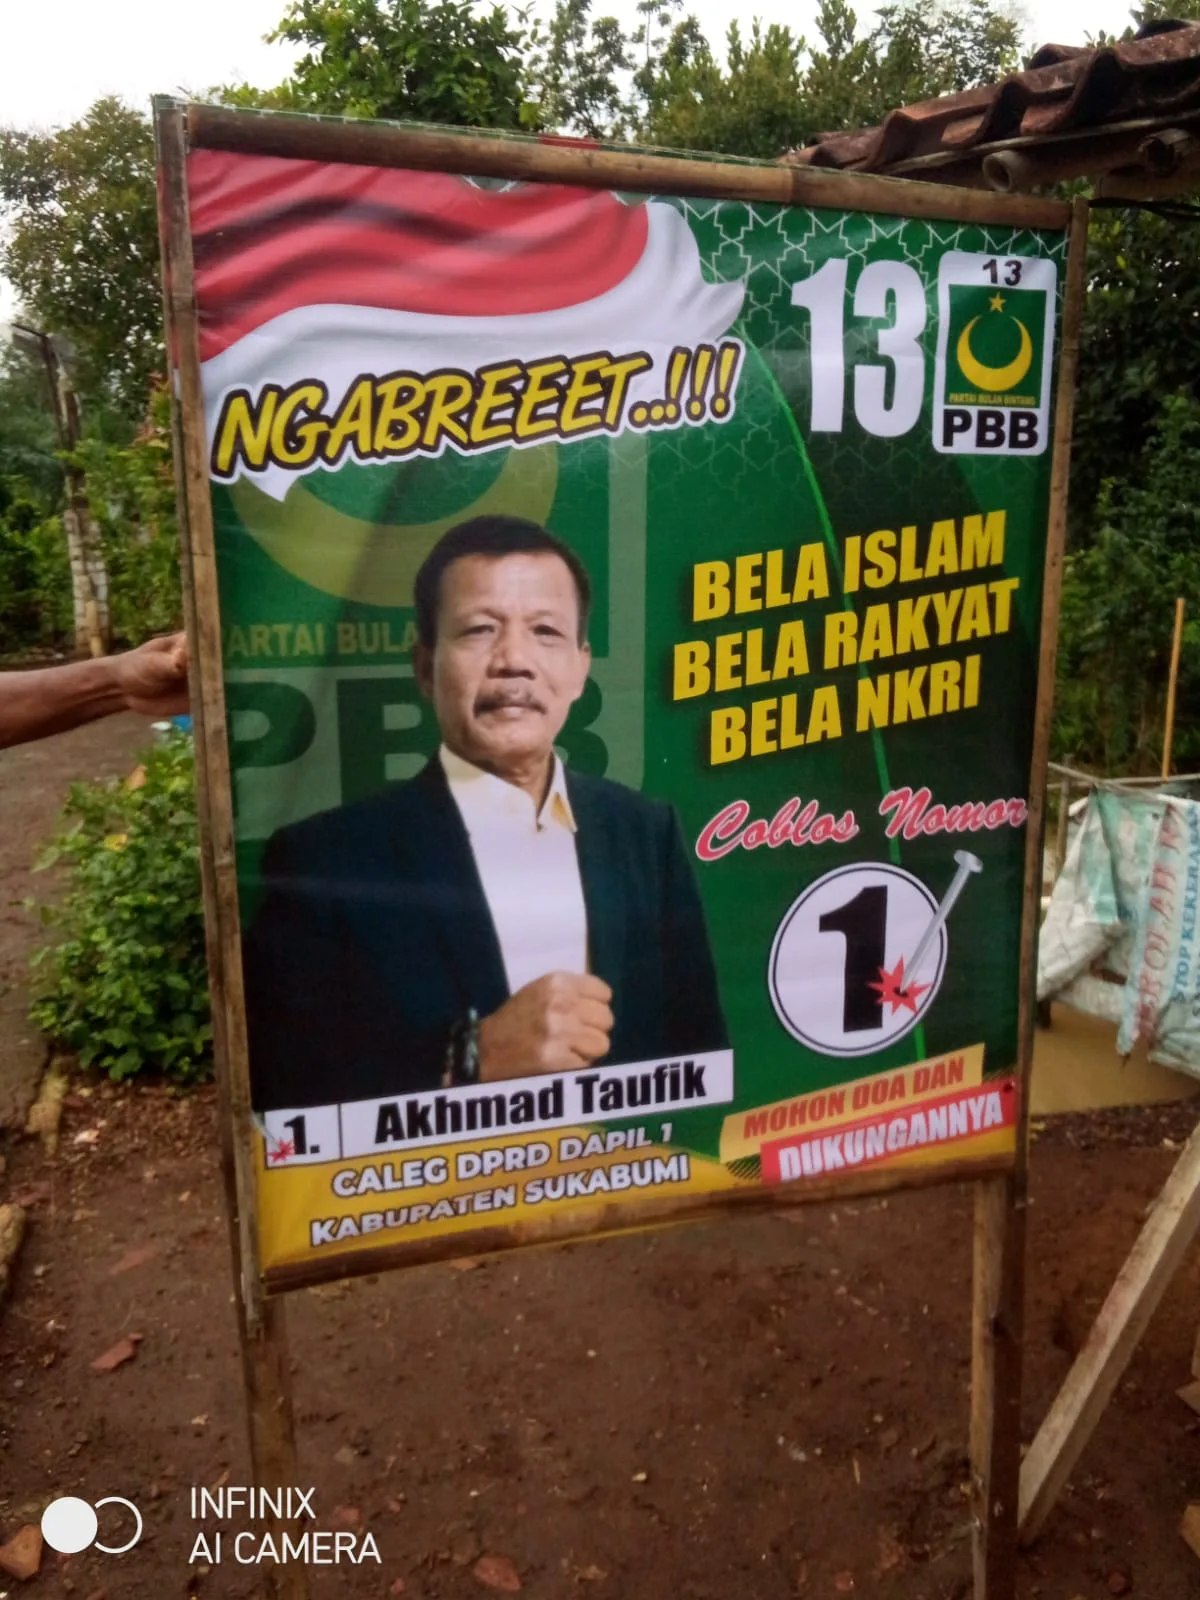 NGABREEET..!!!
13
13
PARTAI BULAN BINTANG
PBB
PARTAI BULA
PBB
BELA ISLAM
BELA RAKYAT
BELA NKRI
Coblos Nomor
1
1. Akhmad Taufik
CALEG DPRD DAPIL 1
KABUPATEN SUKABUMI
MOHON DOA DAN
DUKUNGANNYA
INFINIX
AI CAMERA